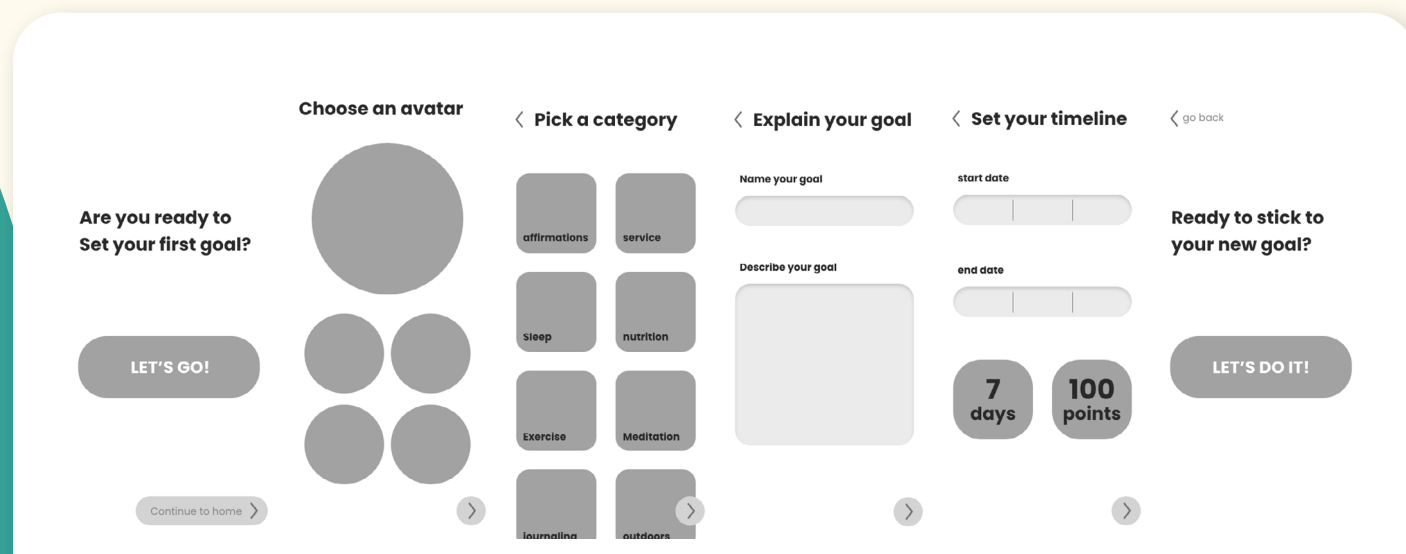 Are you ready to
Set your first goal?
LET'S GO!
Continue to home
Choose an avatar
Pick a category
affirmations
service
Sleep
nutrition
Exercise
Meditation
journaling
outdoors
Explain your goal
Name your goal
Describe your goal
Set your timeline
start date
end date
7
days
100
points
go back
Ready to stick to
your new goal?
LET'S DO IT!